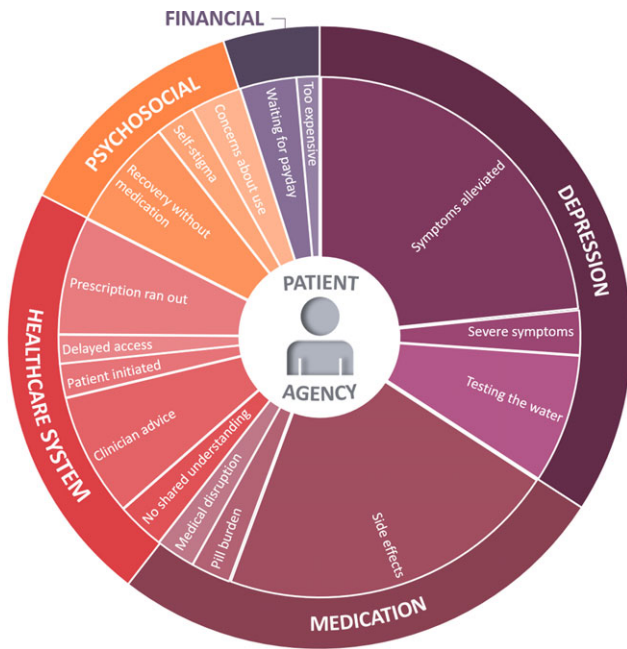 FINANCIAL
PSYCHOSOCIAL
DEPRESSION
HEALTHCARE SYSTEM
MEDICATION
Too expensive
Waiting for payday
Concerns about use
Self-stigma
Recovery without
medication
Prescription ran out
Delayed access
Patient initiated
Clinician advice
No shared understanding
Medical disruption
Pill burden
Side effects
Testing the water
Severe symptoms
Symptoms alleviated
PATIENT
AGENCY